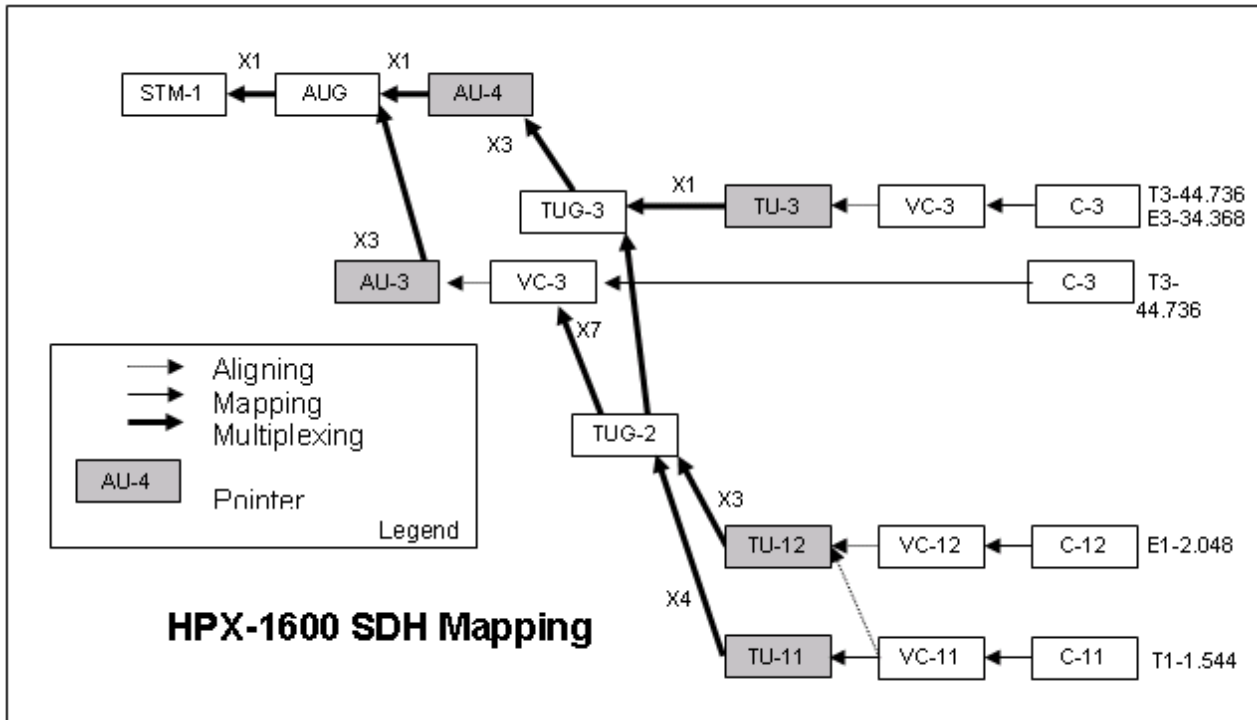 X1
X1
STM-1
AUG
AU-4
X3
X1
TUG-3
TU-3
VC-3
C-3
T3-44.736
E3-34.368
X3
AU-3
VC-3
C-3
T3-
44.736
X7
Aligning
Mapping
Multiplexing
AU-4
Pointer
Legend
TUG-2
X3
TU-12
VC-12
C-12
E1-2.048
X4
HPX-1600 SDH Mapping
TU-11
VC-11
C-11
T1-1.544